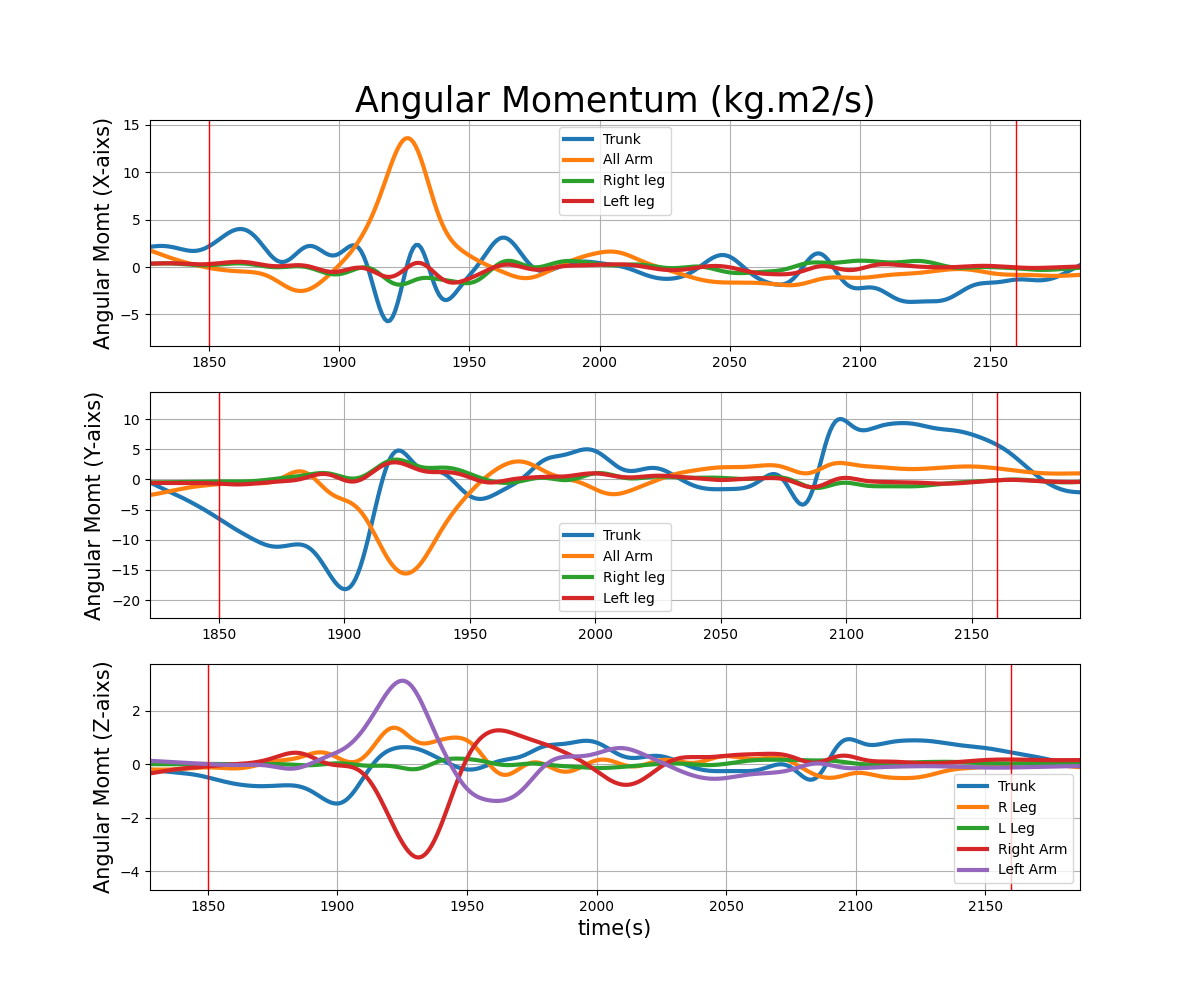 Angular Momentum (kg.m2/s)
Angular Momt (X-aixs)
15
10
5
0
−5
Trunk
All Arm
Right leg
Left leg
1850 1900 1950 2000 2050 2100 2150
Angular Momt (Y-aixs)
10
5
0
−5
−10
−15
−20
Trunk
All Arm
Right leg
Left leg
1850 1900 1950 2000 2050 2100 2150
Angular Momt (Z-aixs)
2
0
−2
−4
Trunk
R Leg
L Leg
Right Arm
Left Arm
1850 1900 1950 2000 2050 2100 2150
time(s)